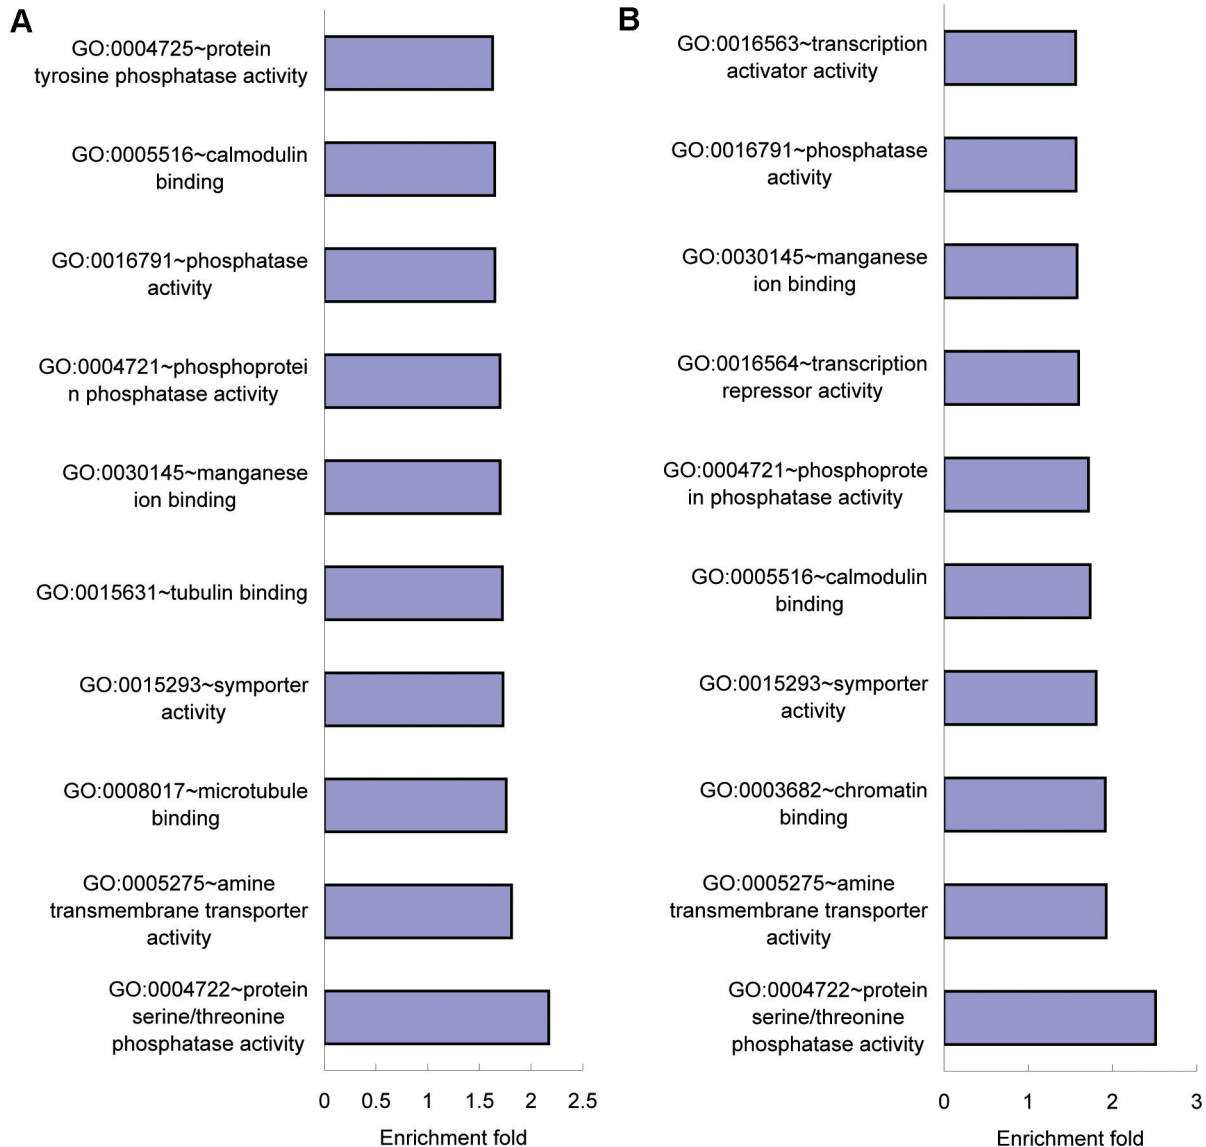 A
GO:0004725~protein
tyrosine phosphatase activity
GO:0005516~calmodulin
binding
GO:0016791~phosphatase
activity
GO:0004721~phosphoprotei
n phosphatase activity
GO:0030145~manganese
ion binding
GO:0015631~tubulin binding
GO:0015293~symporter
activity
GO:0008017~microtubule
binding
GO:0005275~amine
transmembrane transporter
activity
GO:0004722~protein
serine/threonine
phosphatase activity
0 0.5 1 1.5 2 2.5
Enrichment fold
B
GO:0016563~transcription
activator activity
GO:0016791~phosphatase
activity
GO:0030145~manganese
ion binding
GO:0016564~transcription
repressor activity
GO:0004721~phosphoprote
in phosphatase activity
GO:0005516~calmodulin
binding
GO:0015293~symporter
activity
GO:0003682~chromatin
binding
GO:0005275~amine
transmembrane transporter
activity
GO:0004722~protein
serine/threonine
phosphatase activity
0 1 2 3
Enrichment fold